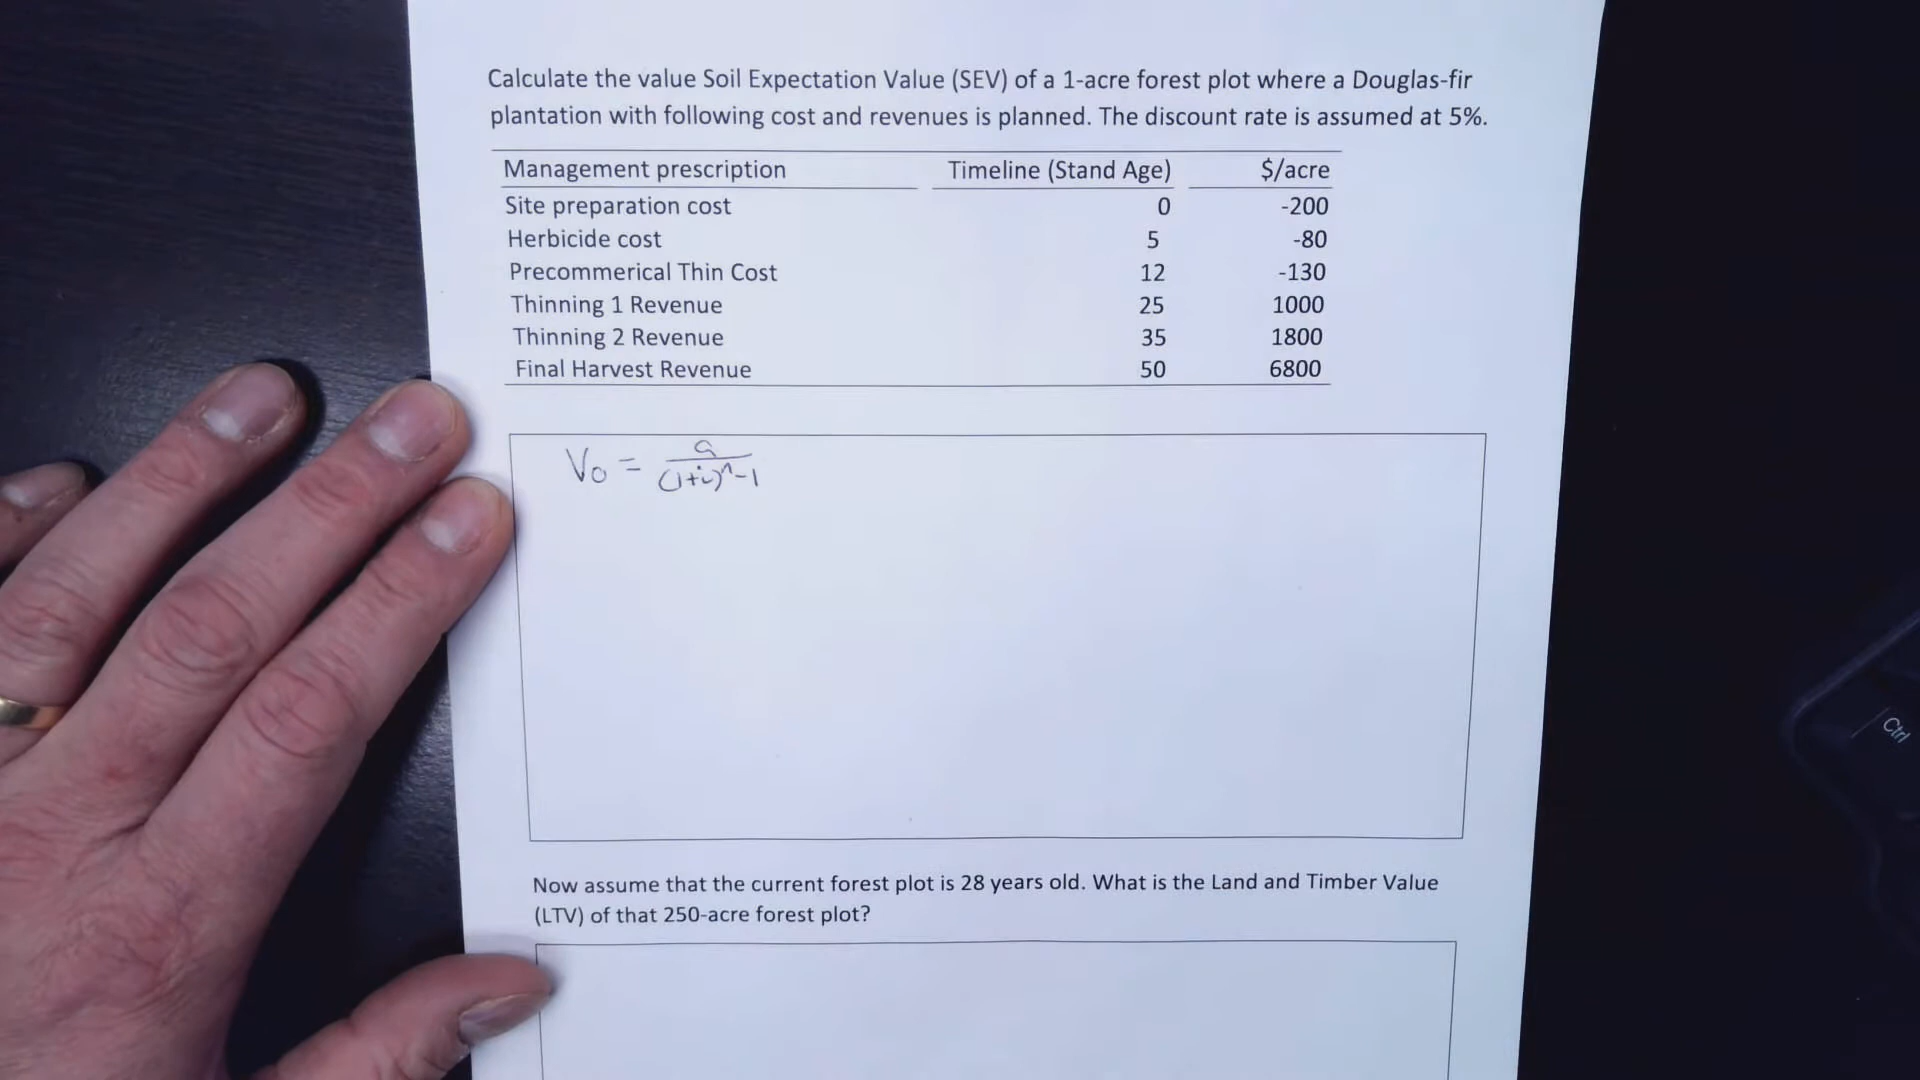 Calculate the value Soil Expectation Value (SEV) of a 1-acre forest plot where a Douglas-fir
plantation with following cost and revenues is planned. The discount rate is assumed at 5%.
Management prescription Timeline (Stand Age) $/acre
Site preparation cost 0 -200
Herbicide cost 5 -80
Precommerical Thin Cost 12 -130
Thinning 1 Revenue 25 1000
Thinning 2 Revenue 35 1800
Final Harvest Revenue 50 6800
V₀ = a / (1+i)ⁿ-1
Now assume that the current forest plot is 28 years old. What is the Land and Timber Value
(LTV) of that 250-acre forest plot?
Ctrl